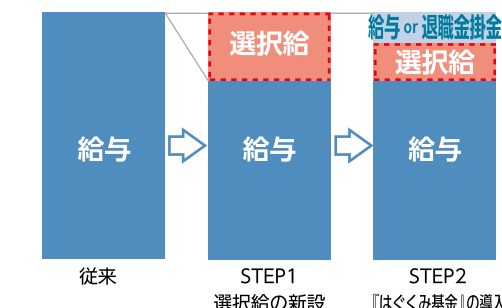 給与 or 退職金掛金
選択給
選択給
給与
給与
給与
従来
STEP1
選択給の新設
STEP2
『はぐくみ基金』の導入